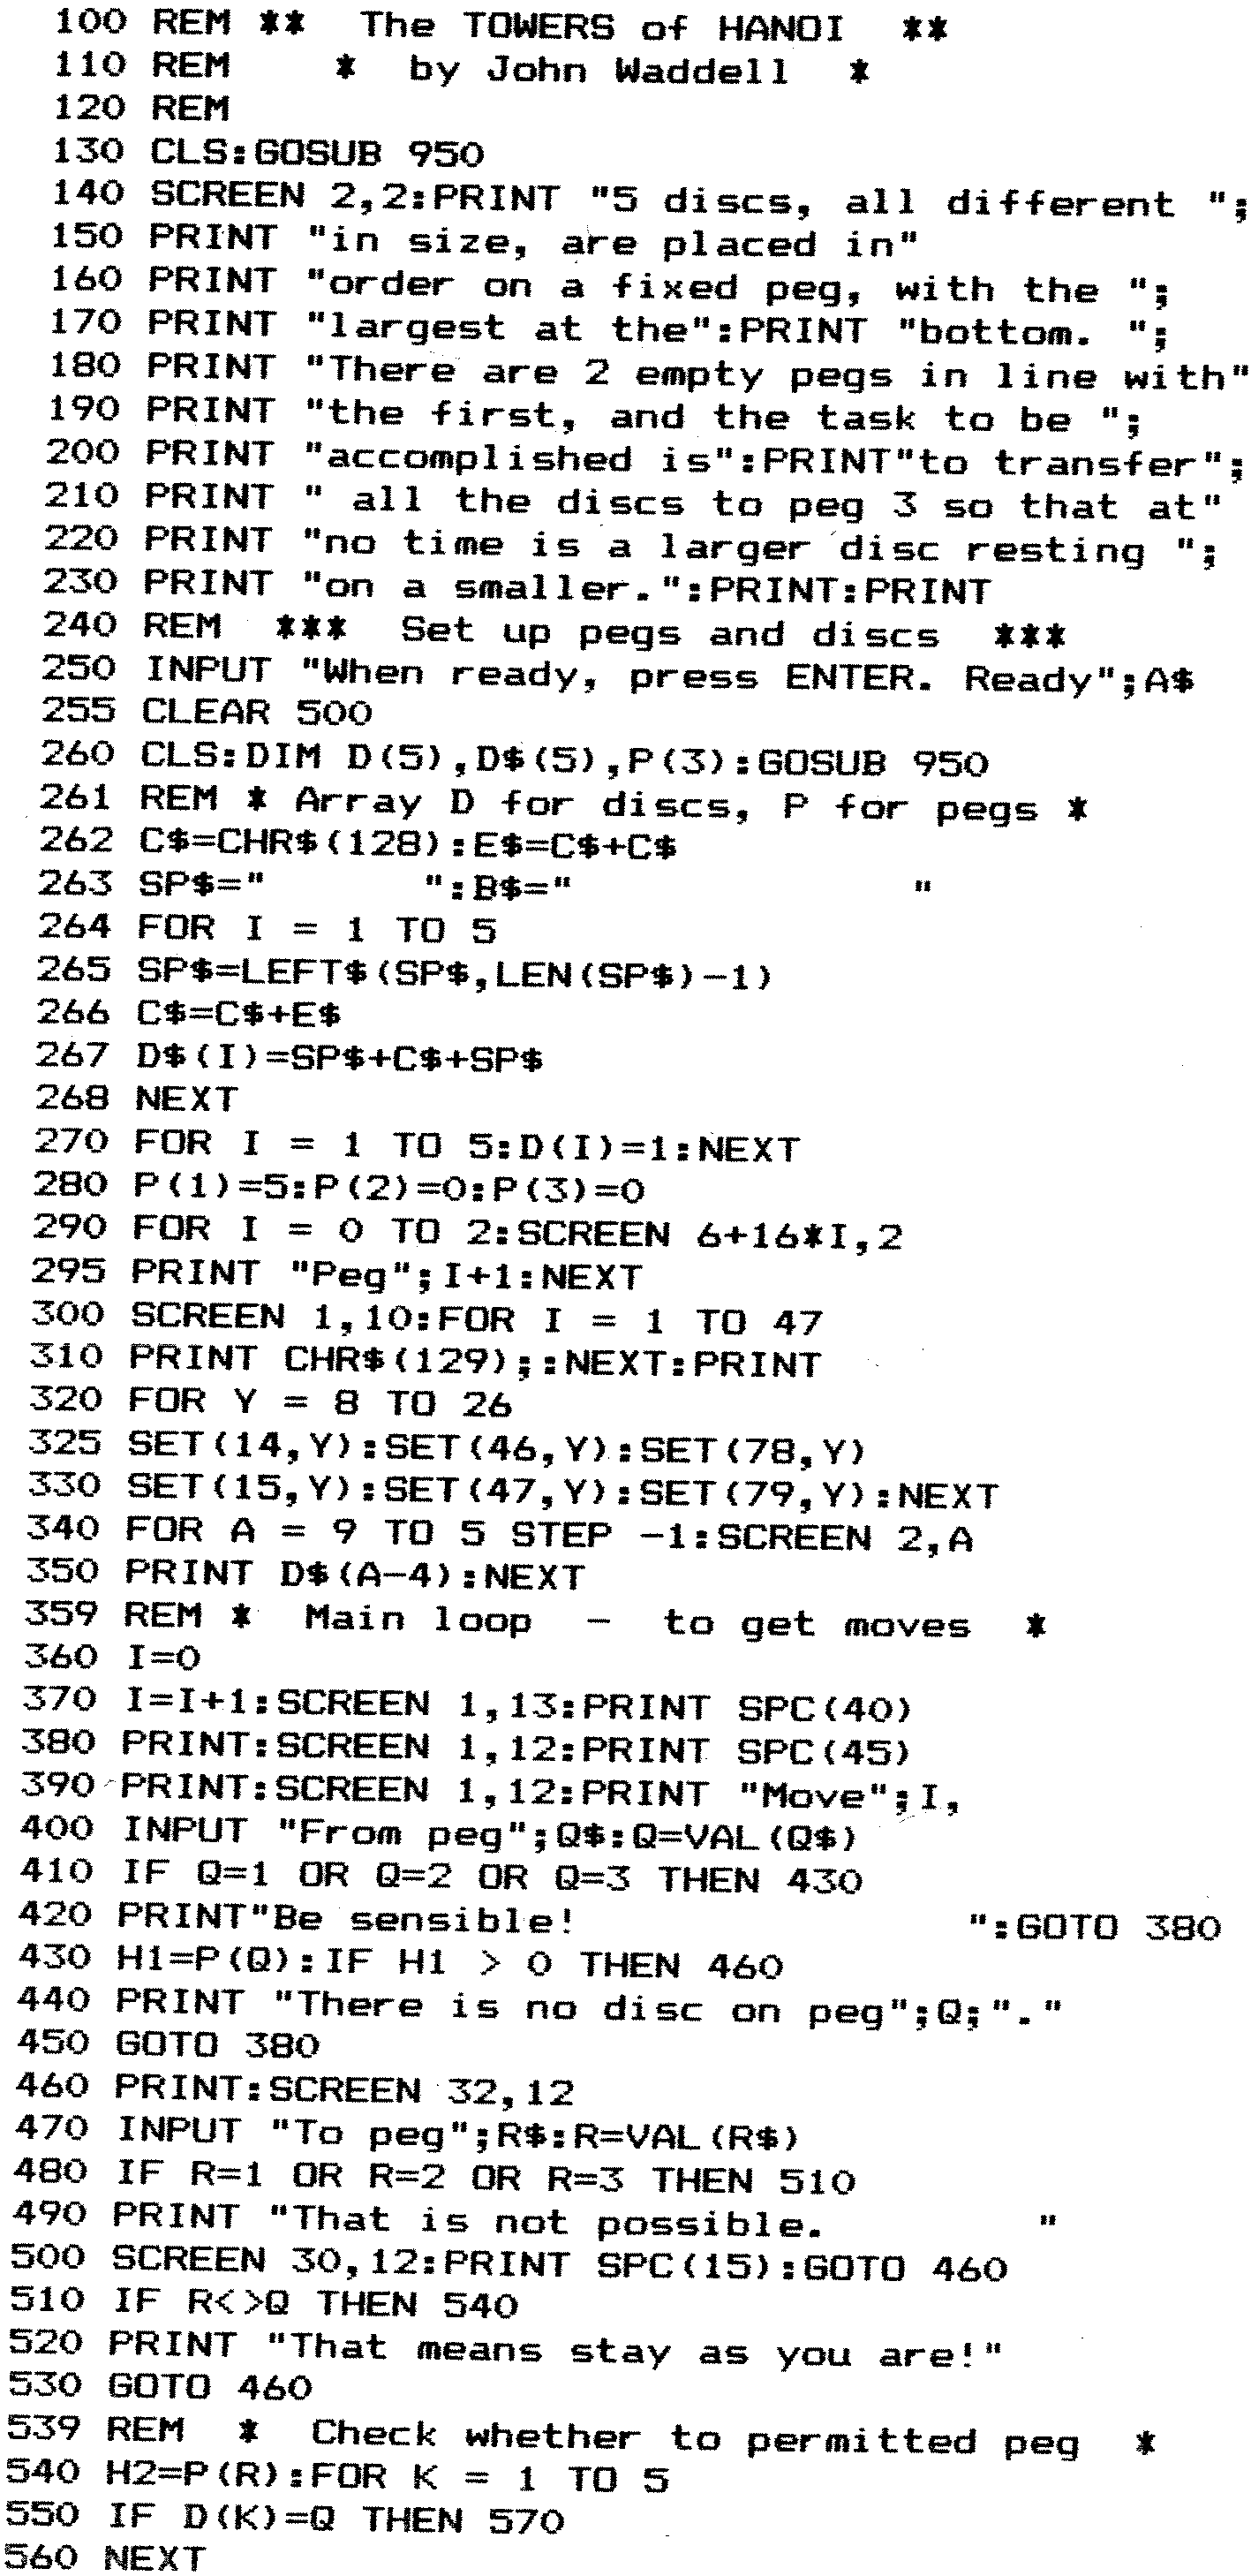 100 REM **  The TOWERS of HANOI  **
110 REM     *  by John Waddell  *
120 REM
130 CLS:GOSUB 950
140 SCREEN 2,2:PRINT "5 discs, all different ";
150 PRINT "in size, are placed in"
160 PRINT "order on a fixed peg, with the ";
170 PRINT "largest at the":PRINT "bottom. ";
180 PRINT "There are 2 empty pegs in line with"
190 PRINT "the first, and the task to be ";
200 PRINT "accomplished is":PRINT"to transfer";
210 PRINT " all the discs to peg 3 so that at"
220 PRINT "no time is a larger disc resting ";
230 PRINT "on a smaller.":PRINT:PRINT
240 REM  ***  Set up pegs and discs  ***
250 INPUT "When ready, press ENTER. Ready";A$
255 CLEAR 500
260 CLS:DIM D(5),D$(5),P(3):GOSUB 950
261 REM * Array D for discs, P for pegs *
262 C$=CHR$(128):E$=C$+C$
263 SP$="       ":B$="               "
264 FOR I = 1 TO 5
265 SP$=LEFT$(SP$,LEN(SP$)-1)
266 C$=C$+E$
267 D$(I)=SP$+C$+SP$
268 NEXT
270 FOR I = 1 TO 5:D(I)=1:NEXT
280 P(1)=5:P(2)=0:P(3)=0
290 FOR I = 0 TO 2:SCREEN 6+16*I,2
295 PRINT "Peg";I+1:NEXT
300 SCREEN 1,10:FOR I = 1 TO 47
310 PRINT CHR$(129);:NEXT:PRINT
320 FOR Y = 8 TO 26
325 SET(14,Y):SET(46,Y):SET(78,Y)
330 SET(15,Y):SET(47,Y):SET(79,Y):NEXT
340 FOR A = 9 TO 5 STEP -1:SCREEN 2,A
350 PRINT D$(A-4):NEXT
359 REM *  Main loop  -  to get moves  *
360 I=0
370 I=I+1:SCREEN 1,13:PRINT SPC(40)
380 PRINT:SCREEN 1,12:PRINT SPC(45)
390 PRINT:SCREEN 1,12:PRINT "Move";I,
400 INPUT "From peg";Q$:Q=VAL(Q$)
410 IF Q=1 OR Q=2 OR Q=3 THEN 430
420 PRINT"Be sensible!                 ":GOTO 380
430 H1=P(Q):IF H1 > 0 THEN 460
440 PRINT "There is no disc on peg";Q;"."
450 GOTO 380
460 PRINT:SCREEN 32,12
470 INPUT "To peg";R$:R=VAL(R$)
480 IF R=1 OR R=2 OR R=3 THEN 510
490 PRINT "That is not possible.         "
500 SCREEN 30,12:PRINT SPC(15):GOTO 460
510 IF R<>Q THEN 540
520 PRINT "That means stay as you are!"
530 GOTO 460
539 REM  *  Check whether to permitted peg  *
540 H2=P(R):FOR K = 1 TO 5
550 IF D(K)=Q THEN 570
560 NEXT